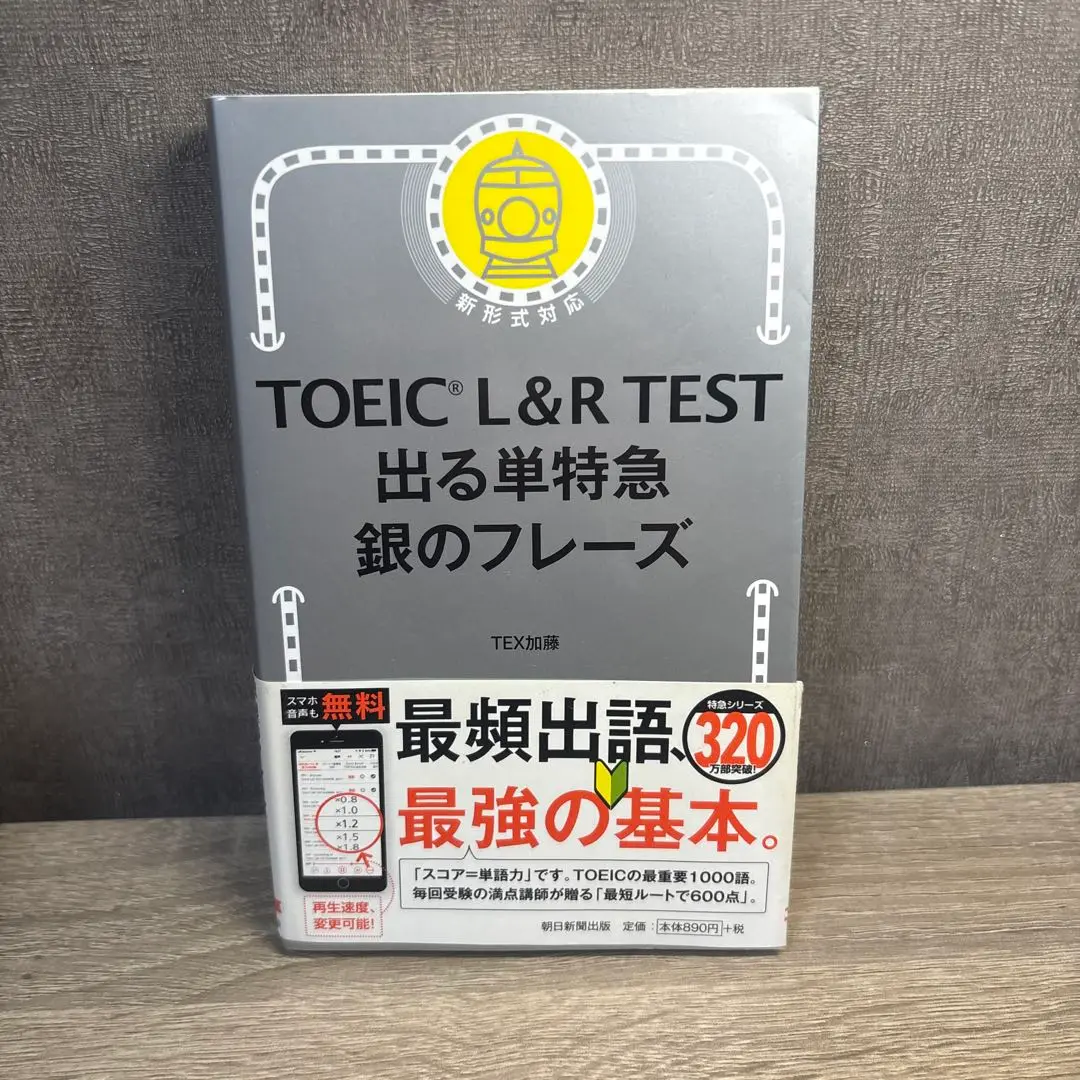 新形式対応
TOEIC® L&R TEST
出る単特急
銀のフレーズ
TEX加藤
スマホ
音声も
無料
最頻出語、
最強の基本。
特急シリーズ
320
万部突破!
×0.8
×1.0
×1.2
×1.5
×1.8
再生速度、
変更可能!
「スコア=単語力」です。TOEICの最重要1000語。
毎回受験の満点講師が贈る「最短ルートで600点」。
朝日新聞出版 定価:本体890円+税